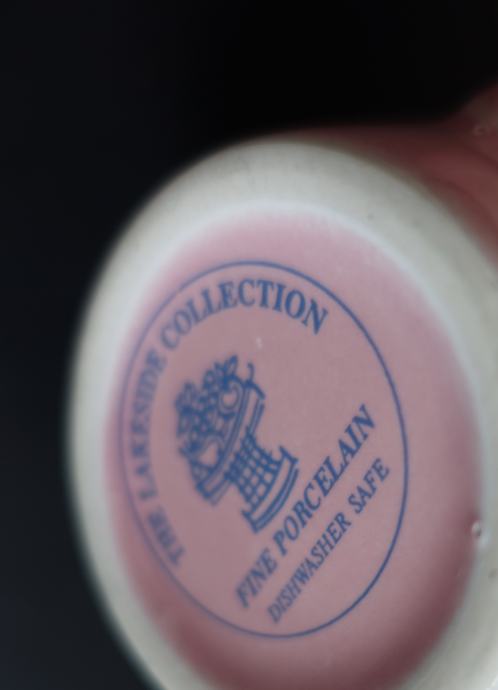 THE LAKESIDE COLLECTION
FINE PORCELAIN
DISHWASHER SAFE